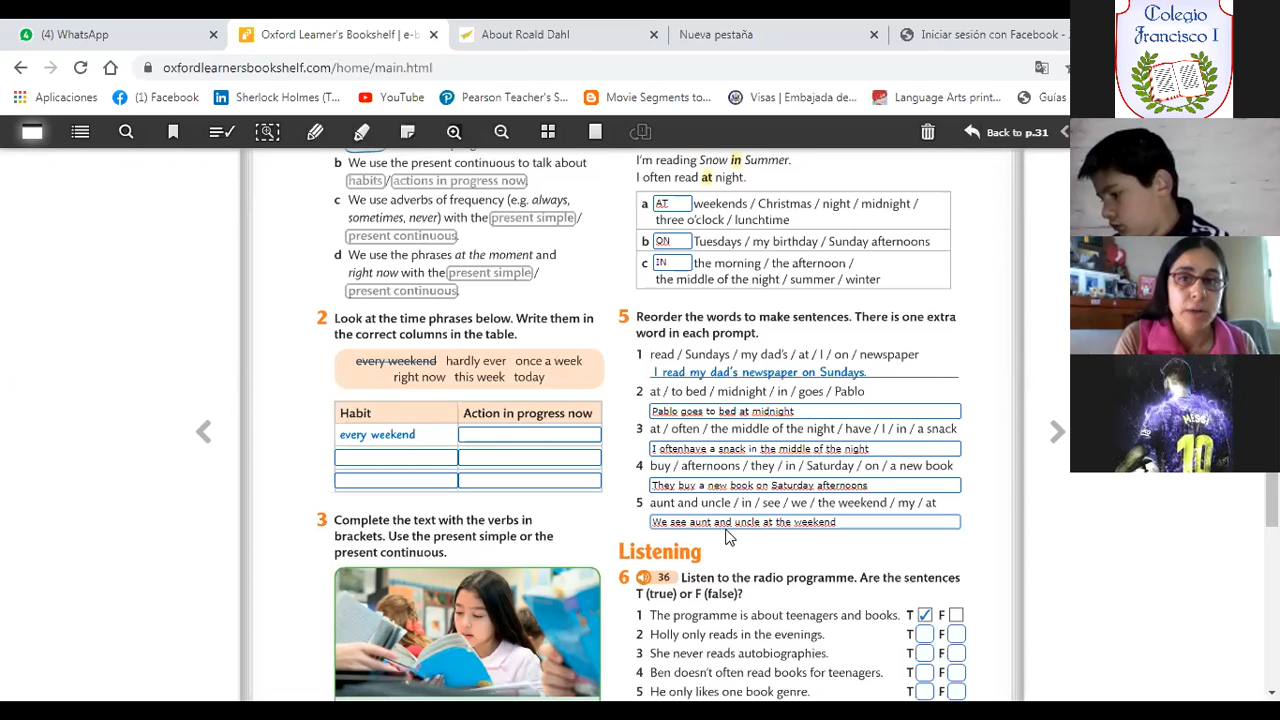 (4) WhatsApp
Oxford Learner's Bookshelf | e-b
About Roald Dahl
Nueva pestaña
Iniciar sesión con Facebook -
oxfordlearnersbookshelf.com/home/main.html
Aplicaciones
(1) Facebook
Sherlock Holmes (T...
YouTube
Pearson Teacher's S...
Movie Segments to...
Visas | Embajada de...
Language Arts print...
Guías
Back to p.31
Colegio
Francisco I
MESSI
10
b We use the present continuous to talk about
habits/actions in progress now.
c We use adverbs of frequency (e.g. always,
sometimes, never) with the present simple/
present continuous.
d We use the phrases at the moment and
right now with the present simple/
present continuous.
2 Look at the time phrases below. Write them in
the correct columns in the table.
every weekend hardly ever once a week
right now this week today
Habit Action in progress now
every weekend
3 Complete the text with the verbs in
brackets. Use the present simple or the
present continuous.
I'm reading Snow in Summer.
I often read at night.
a AT weekends / Christmas / night / midnight /
three o'clock / lunchtime
b ON Tuesdays / my birthday / Sunday afternoons
c IN the morning / the afternoon /
the middle of the night / summer / winter
5 Reorder the words to make sentences. There is one extra
word in each prompt.
1 read / Sundays / my dad's / at / I / on / newspaper
I read my dad's newspaper on Sundays.
2 at / to bed / midnight / in / goes / Pablo
Pablo goes to bed at midnight
3 at / often / the middle of the night / have / I / in / a snack
I oftenhave a snack in the middle of the night
4 buy / afternoons / they / in / Saturday / on / a new book
They buy a new book on Saturday afternoons
5 aunt and uncle / in / see / we / the weekend / my / at
We see aunt and uncle at the weekend
Listening
6 36 Listen to the radio programme. Are the sentences
T (true) or F (false)?
1 The programme is about teenagers and books. T ✓ F
2 Holly only reads in the evenings. T F
3 She never reads autobiographies. T F
4 Ben doesn't often read books for teenagers. T F
5 He only likes one book genre. T F